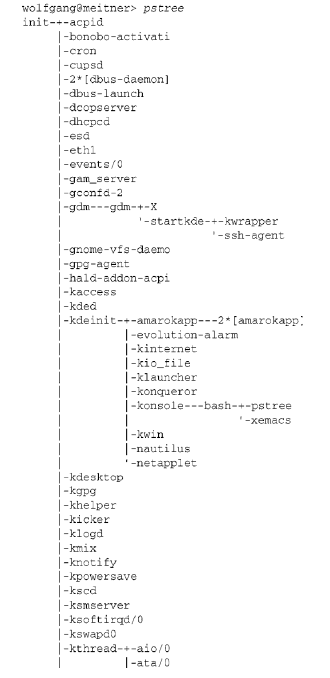 wolfgang@meitner> pstree
init-+-acpid
     |-bonobo-activati
     |-cron
     |-cupsd
     |-2*[dbus-daemon]
     |-dbus-launch
     |-dcopserver
     |-dhcpcd
     |-esd
     |-eth1
     |-events/0
     |-gam_server
     |-gconfd-2
     |-gdm---gdm-+-X
     |           '-startkde-+-kwrapper
     |                      '-ssh-agent
     |-gnome-vfs-daemo
     |-gpg-agent
     |-hald-addon-acpi
     |-kaccess
     |-kded
     |-kdeinit-+-amarokapp---2*[amarokapp]
     |         |-evolution-alarm
     |         |-kinternet
     |         |-kio_file
     |         |-klauncher
     |         |-konqueror
     |         |-konsole---bash-+-pstree
     |         |                '-xemacs
     |         |-kwin
     |         |-nautilus
     |         '-netapplet
     |-kdesktop
     |-kgpg
     |-khelper
     |-kicker
     |-klogd
     |-kmix
     |-knotify
     |-kpowersave
     |-kscd
     |-ksmserver
     |-ksoftirqd/0
     |-kswapd0
     |-kthread-+-aio/0
     |         |-ata/0